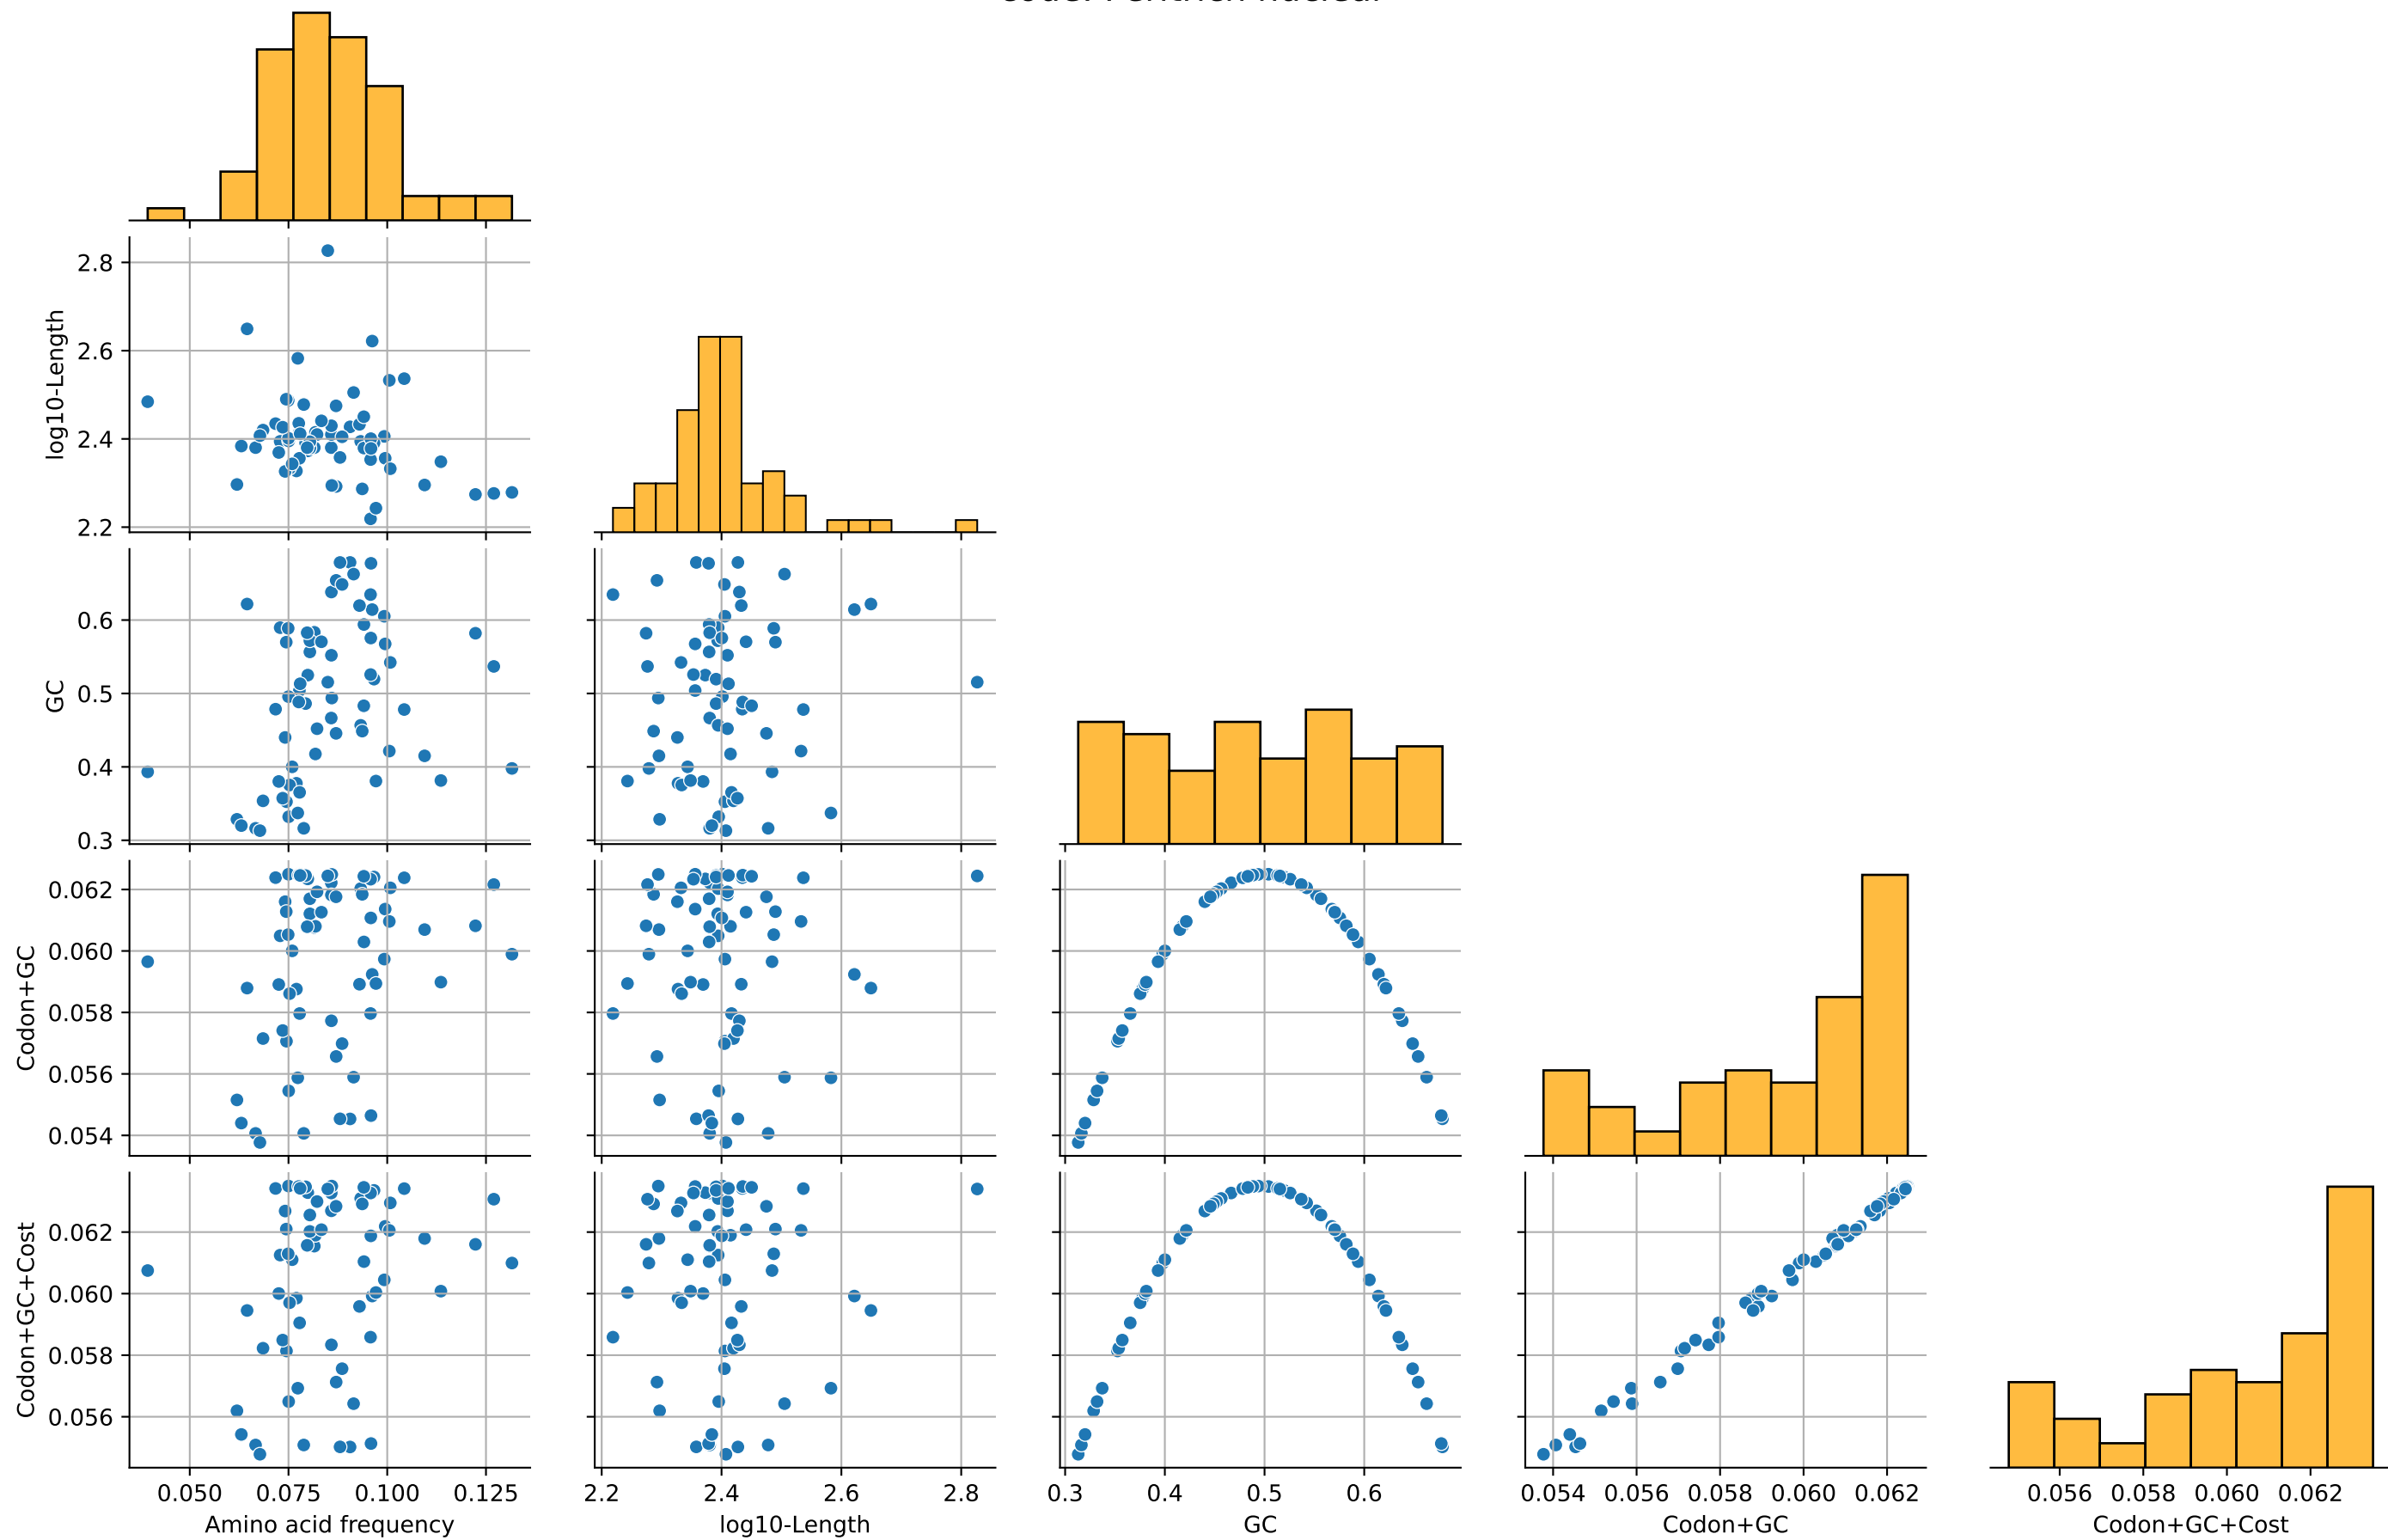 2.8
2.6
2.4
2.2
log10-Length
0.6
0.5
0.4
0.3
GC
0.062
0.060
0.058
0.056
0.054
Codon+GC
0.062
0.060
0.058
0.056
Codon+GC+Cost
0.050 0.075 0.100 0.125
2.2 2.4 2.6 2.8
0.3 0.4 0.5 0.6
0.054 0.056 0.058 0.060 0.062
0.056 0.058 0.060 0.062
Amino acid frequency
log10-Length
GC
Codon+GC
Codon+GC+Cost